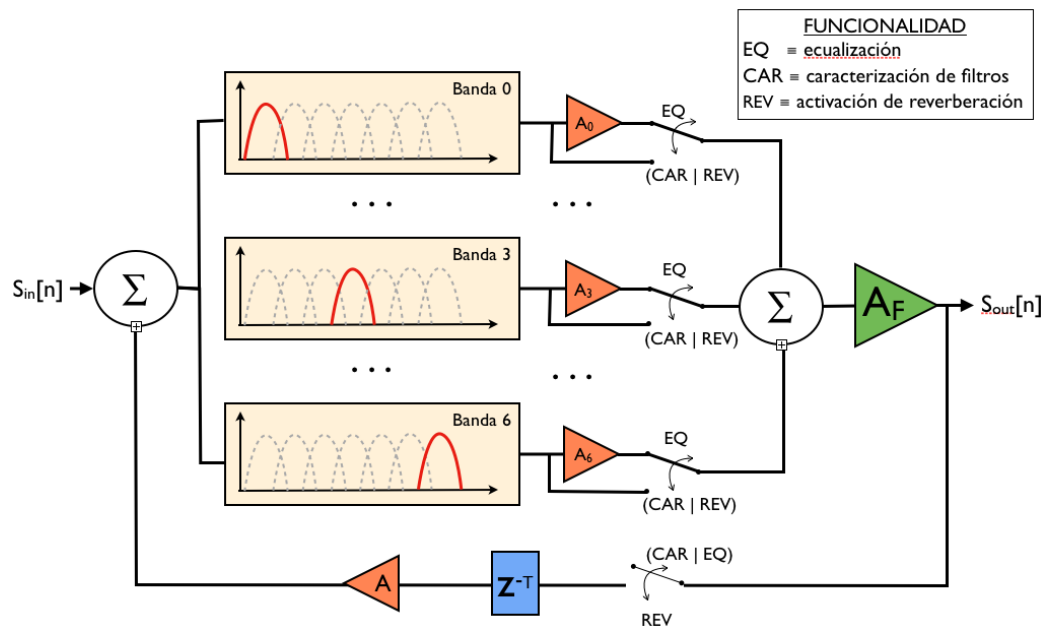 FUNCIONALIDAD
EQ ≡ ecualización
CAR ≡ caracterización de filtros
REV ≡ activación de reverberación
Banda 0
A0
EQ
(CAR | REV)
• • •
• • •
Sin[n]
Σ
Banda 3
A3
EQ
(CAR | REV)
Σ
AF
Sout[n]
• • •
• • •
Banda 6
A6
EQ
(CAR | REV)
A
Z-T
(CAR | EQ)
REV